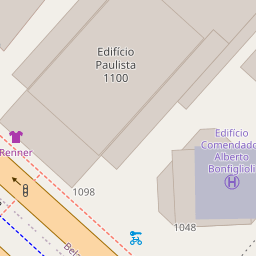 Edifício
Paulista
1100
Edifício
Comendador
Alberto
Bonfiglioli
Renner
1098
1048